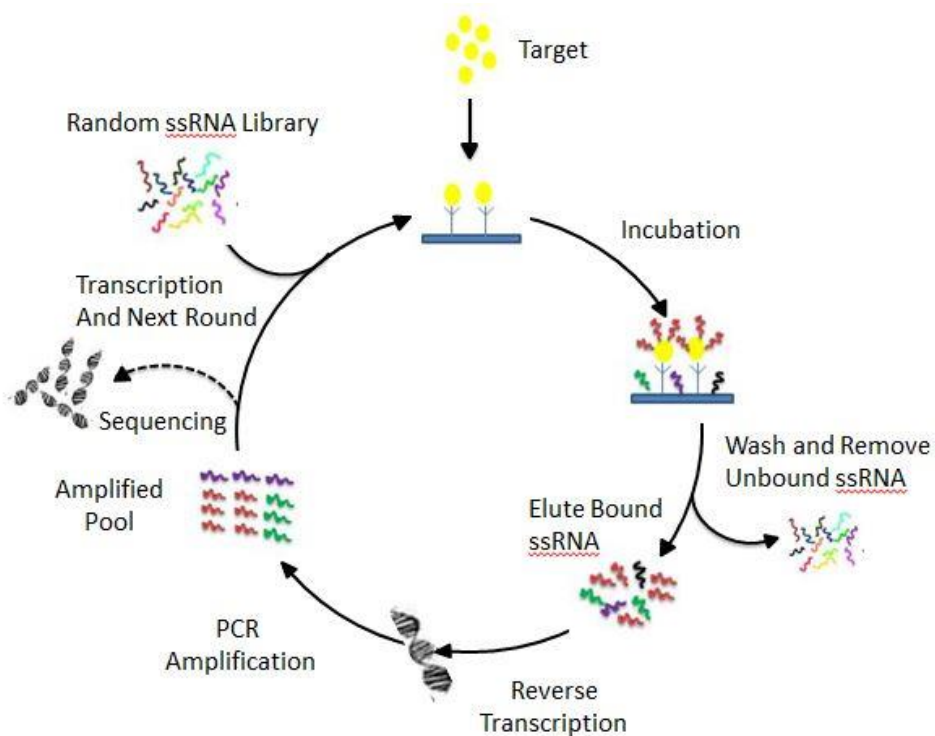 Target
Random ssRNA Library
Incubation
Transcription
And Next Round
Sequencing
Wash and Remove
Unbound ssRNA
Amplified
Pool
Elute Bound
ssRNA
PCR
Amplification
Reverse
Transcription